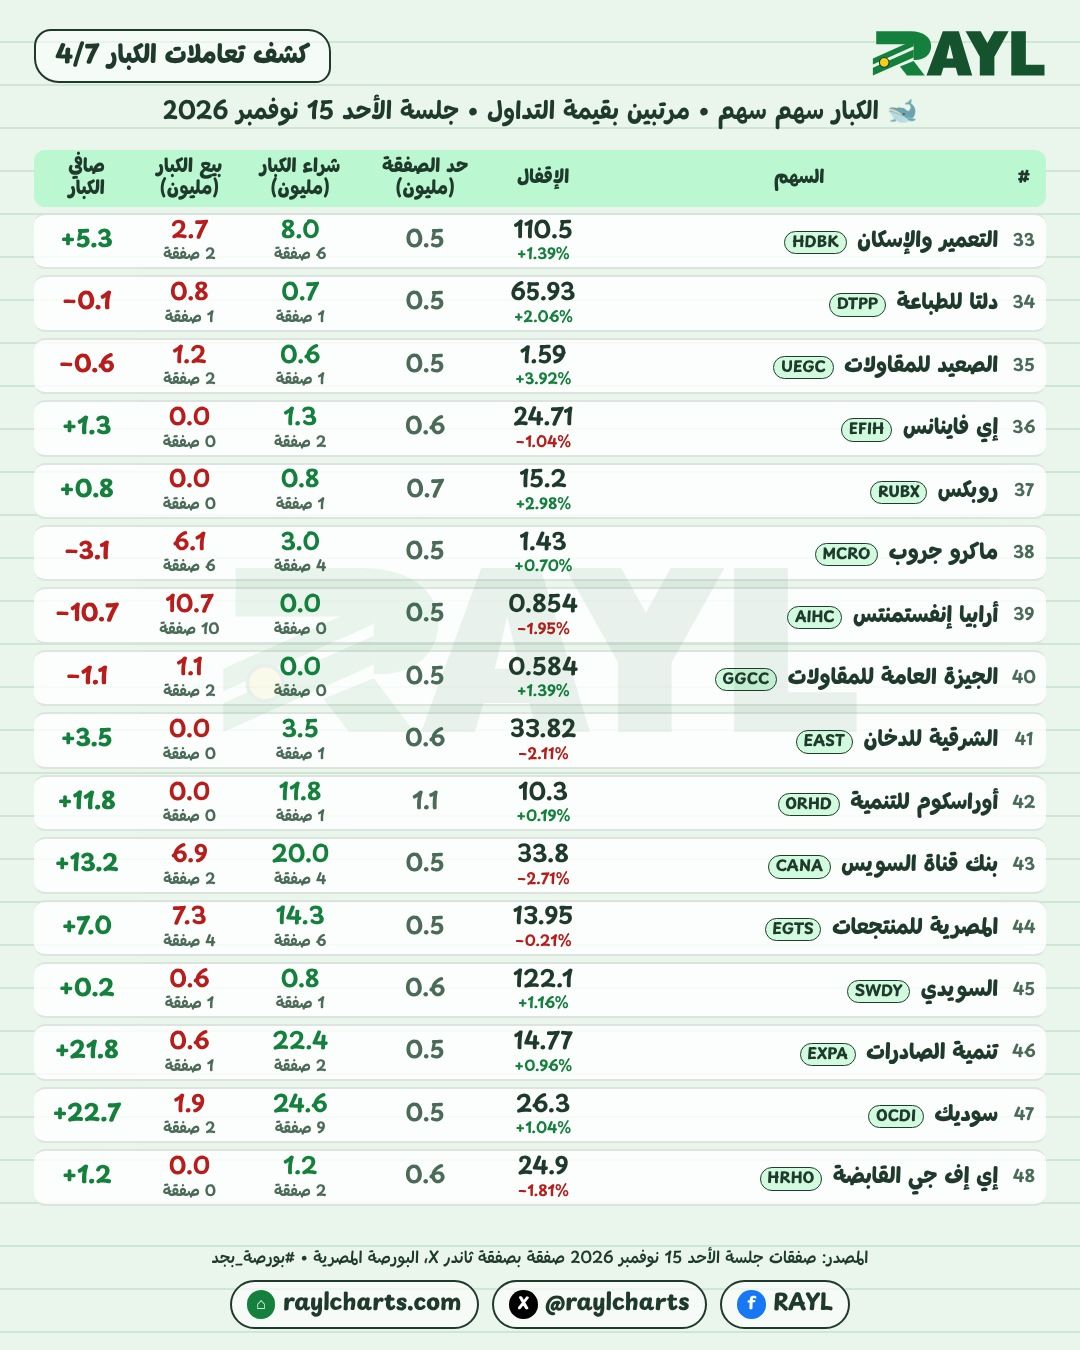 RAYL
كشف تعاملات الكبار 4/7
🐋 الكبار سهم سهم • مرتبين بقيمة التداول • جلسة الأحد 15 نوفمبر 2026
# السهم الإقفال حد الصفقة (مليون) شراء الكبار (مليون) بيع الكبار (مليون) صافي الكبار
33 التعمير والإسكان HDBK 110.5 +1.39% 0.5 8.0 6 صفقة 2.7 2 صفقة +5.3
34 دلتا للطباعة DTPP 65.93 +2.06% 0.5 0.7 1 صفقة 0.8 1 صفقة −0.1
35 الصعيد للمقاولات UEGC 1.59 +3.92% 0.5 0.6 1 صفقة 1.2 2 صفقة −0.6
36 إي فاينانس EFIH 24.71 −1.04% 0.6 1.3 2 صفقة 0.0 0 صفقة +1.3
37 روبكس RUBX 15.2 +2.98% 0.7 0.8 1 صفقة 0.0 0 صفقة +0.8
38 ماكرو جروب MCRO 1.43 +0.70% 0.5 3.0 4 صفقة 6.1 6 صفقة −3.1
39 أرابيا إنفستمنتس AIHC 0.854 −1.95% 0.5 0.0 0 صفقة 10.7 10 صفقة −10.7
40 الجيزة العامة للمقاولات GGCC 0.584 +1.39% 0.5 0.0 0 صفقة 1.1 2 صفقة −1.1
41 الشرقية للدخان EAST 33.82 −2.11% 0.6 3.5 1 صفقة 0.0 0 صفقة +3.5
42 أوراسكوم للتنمية ORHD 10.3 +0.19% 1.1 11.8 1 صفقة 0.0 0 صفقة +11.8
43 بنك قناة السويس CANA 33.8 −2.71% 0.5 20.0 4 صفقة 6.9 2 صفقة +13.2
44 المصرية للمنتجعات EGTS 13.95 −0.21% 0.5 14.3 6 صفقة 7.3 4 صفقة +7.0
45 السويدي SWDY 122.1 +1.16% 0.6 0.8 1 صفقة 0.6 1 صفقة +0.2
46 تنمية الصادرات EXPA 14.77 +0.96% 0.5 22.4 2 صفقة 0.6 1 صفقة +21.8
47 سوديك OCDI 26.3 +1.04% 0.5 24.6 9 صفقة 1.9 2 صفقة +22.7
48 إي إف جي القابضة HRHO 24.9 −1.81% 0.6 1.2 2 صفقة 0.0 0 صفقة +1.2
المصدر: صفقات جلسة الأحد 15 نوفمبر 2026 صفقة بصفقة ثاندر X، البورصة المصرية • #بورصة_بجد
raylcharts.com @raylcharts RAYL